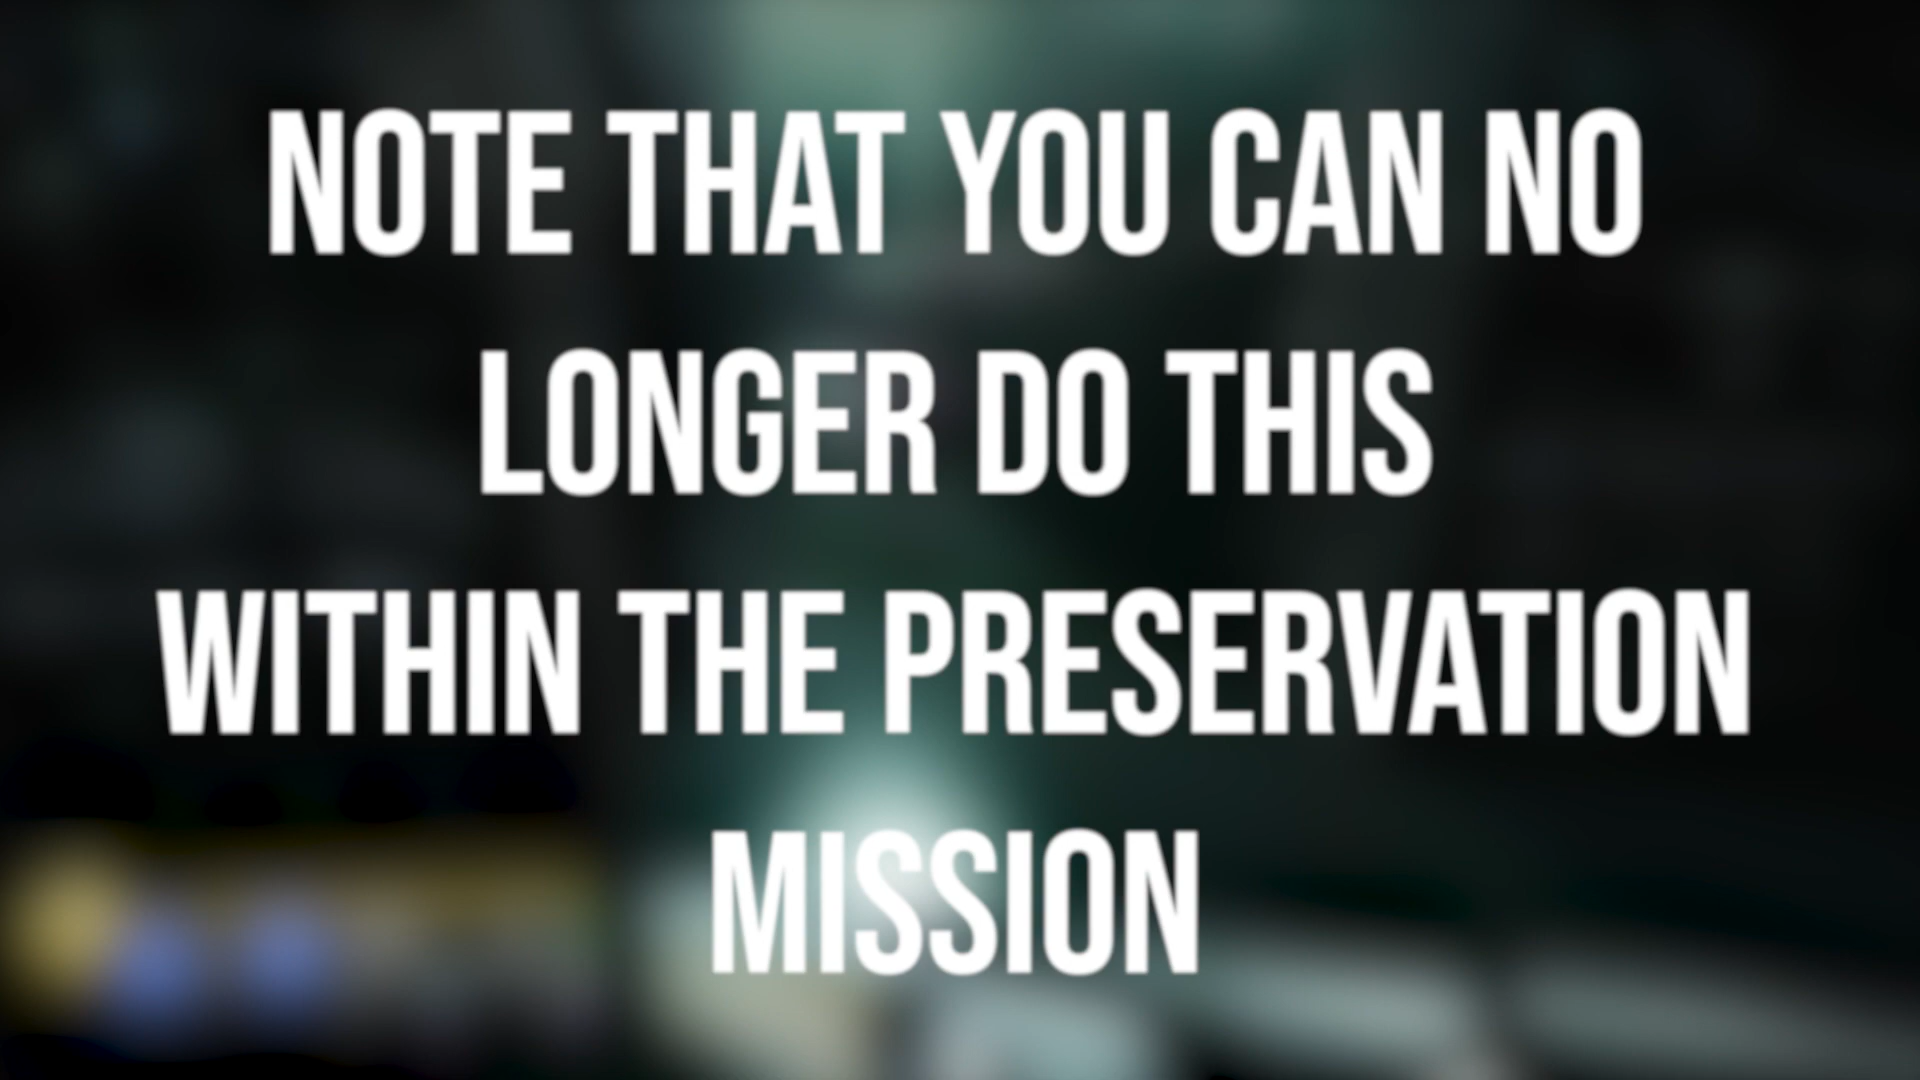 NOTE THAT YOU CAN NO
LONGER DO THIS
WITHIN THE PRESERVATION
MISSION